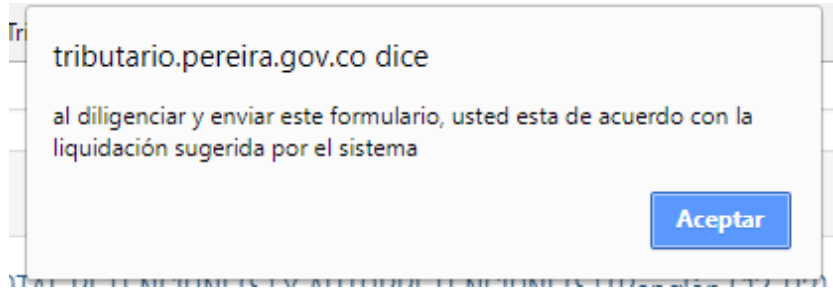 Tri
tributario.pereira.gov.co dice
al diligenciar y enviar este formulario, usted esta de acuerdo con la
liquidación sugerida por el sistema
Aceptar